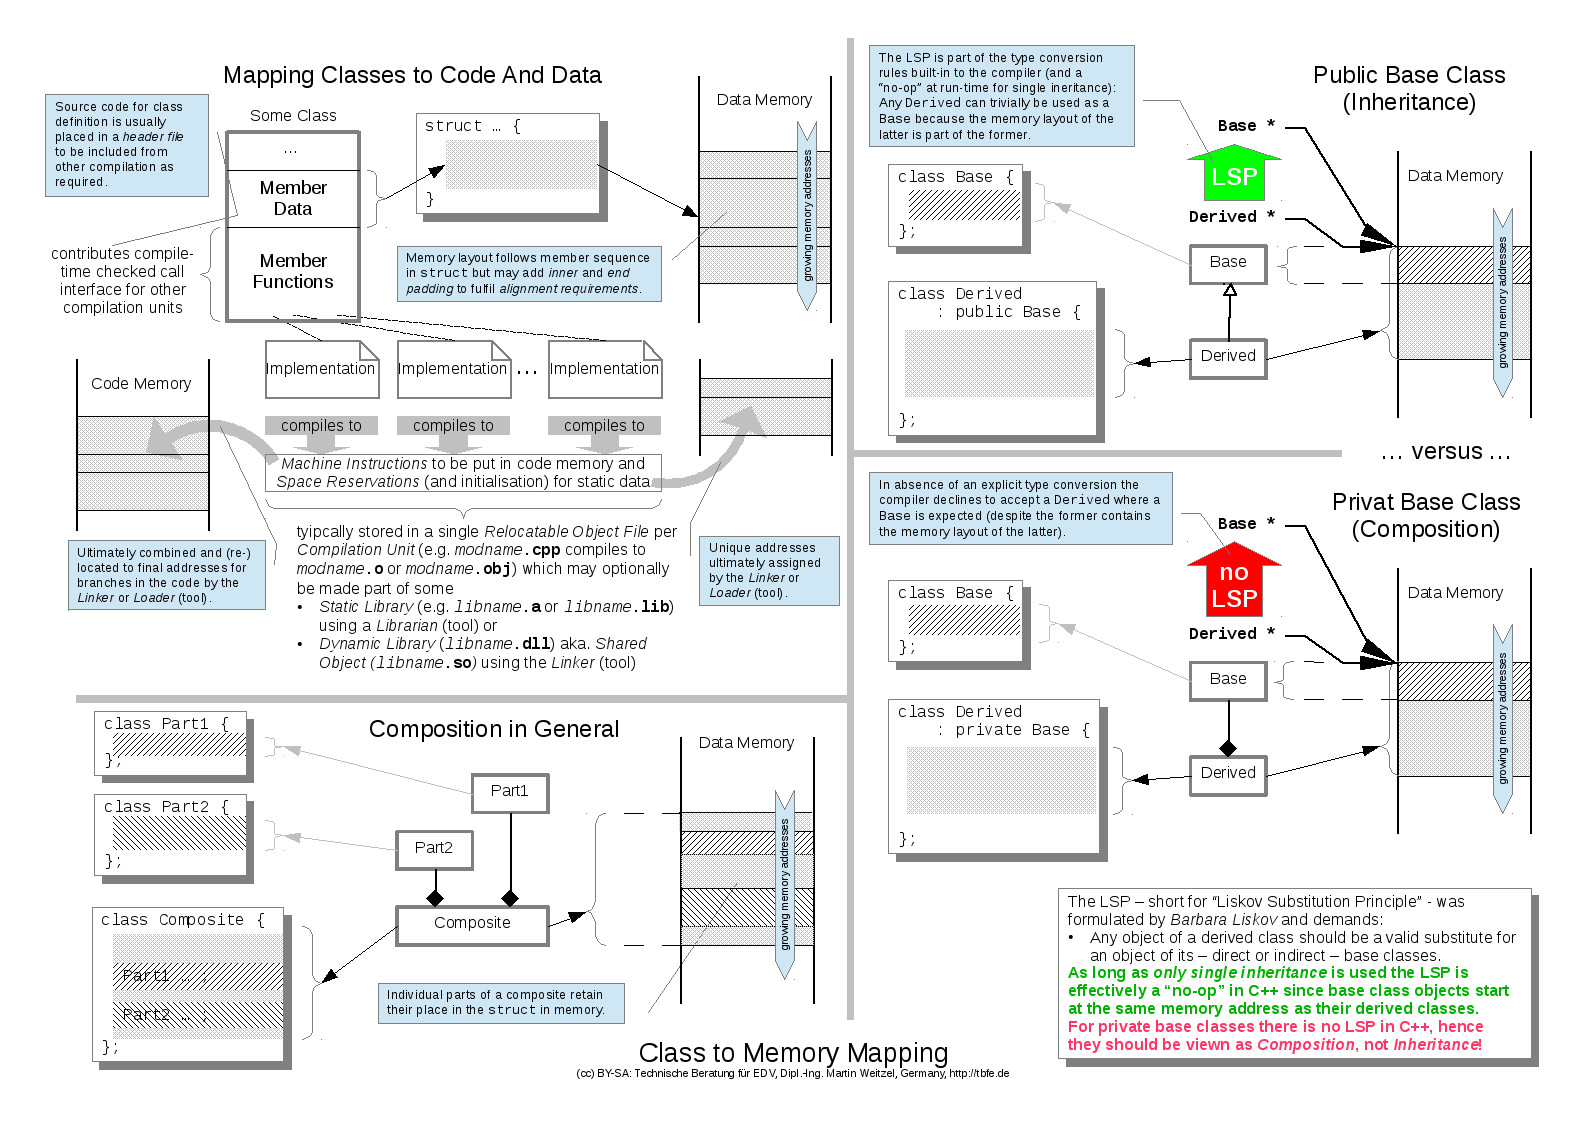 Mapping Classes to Code And Data
Source code for class
definition is usually
placed in a header file
to be included from
other compilation as
required.
Some Class
...
Member
Data
Member
Functions
contributes compile-
time checked call
interface for other
compilation units
struct … {
}
Memory layout follows member sequence
in struct but may add inner and end
padding to fulfil alignment requirements.
Data Memory
growing memory addresses
Implementation
Implementation
...
Implementation
Code Memory
compiles to
compiles to
compiles to
Machine Instructions to be put in code memory and
Space Reservations (and initialisation) for static data
Ultimately combined and (re-)
located to final addresses for
branches in the code by the
Linker or Loader (tool).
tyipcally stored in a single Relocatable Object File per
Compilation Unit (e.g. modname.cpp compiles to
modname.o or modname.obj) which may optionally
be made part of some
• Static Library (e.g. libname.a or libname.lib)
using a Librarian (tool) or
• Dynamic Library (libname.dll) aka. Shared
Object (libname.so) using the Linker (tool)
Unique addresses
ultimately assigned
by the Linker or
Loader (tool).
The LSP is part of the type conversion
rules built-in to the compiler (and a
“no-op” at run-time for single ineritance):
Any Derived can trivially be used as a
Base because the memory layout of the
latter is part of the former.
Public Base Class
(Inheritance)
Base *
LSP
Derived *
class Base {
};
class Derived
: public Base {
};
Base
Derived
Data Memory
growing memory addresses
... versus ...
In absence of an explicit type conversion the
compiler declines to accept a Derived where a
Base is expected (despite the former contains
the memory layout of the latter).
Privat Base Class
(Composition)
Base *
no
LSP
Derived *
class Base {
};
class Derived
: private Base {
};
Base
Derived
Data Memory
growing memory addresses
Composition in General
class Part1 {
};
class Part2 {
};
class Composite {
Part1 … ;
Part2 … ;
};
Part1
Part2
Composite
Data Memory
growing memory addresses
Individual parts of a composite retain
their place in the struct in memory.
The LSP – short for “Liskov Substitution Principle” - was
formulated by Barbara Liskov and demands:
• Any object of a derived class should be a valid substitute for
an object of its – direct or indirect – base classes.
As long as only single inheritance is used the LSP is
effectively a “no-op” in C++ since base class objects start
at the same memory address as their derived classes.
For private base classes there is no LSP in C++, hence
they should be viewn as Composition, not Inheritance!
Class to Memory Mapping
(cc) BY-SA: Technische Beratung für EDV, Dipl.-Ing. Martin Weitzel, Germany, http://tbfe.de